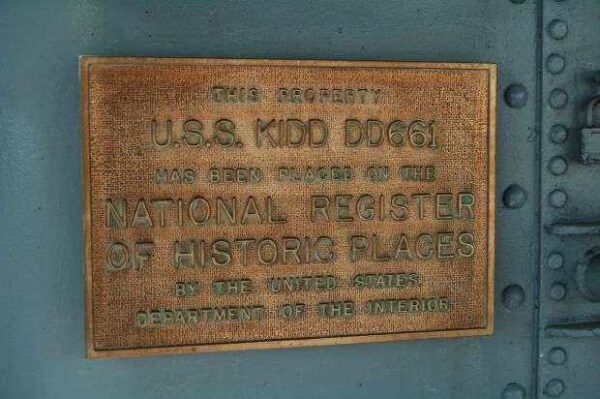 THIS PROPERTY
U.S.S. KIDD DD661
HAS BEEN PLACED ON THE
NATIONAL REGISTER
OF HISTORIC PLACES
BY THE UNITED STATES
DEPARTMENT OF THE INTERIOR